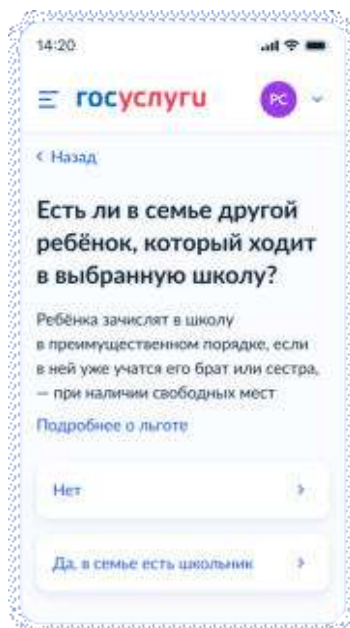 14:20
госуслуги
РС
< Назад
Есть ли в семье другой
ребёнок, который ходит
в выбранную школу?
Ребёнка зачислят в школу
в преимущественном порядке, если
в ней уже учатся его брат или сестра,
— при наличии свободных мест
Подробнее о льготе
Нет
Да, в семье есть школьник